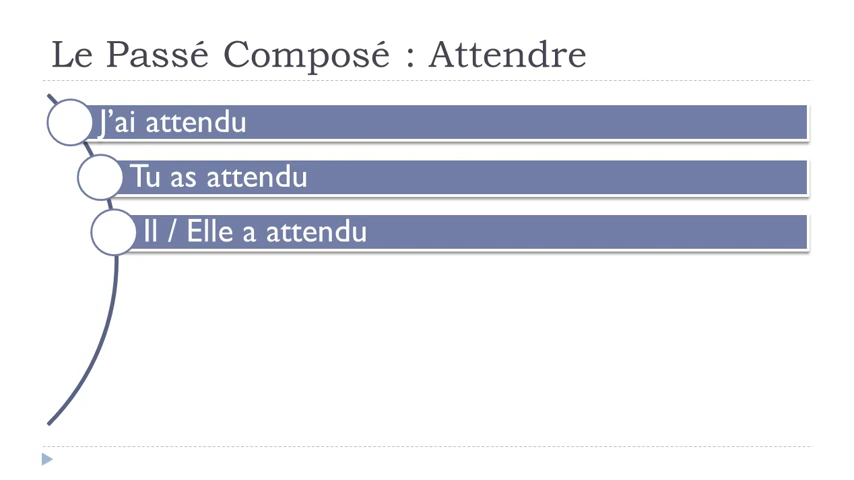 Le Passé Composé : Attendre
J’ai attendu
Tu as attendu
Il / Elle a attendu